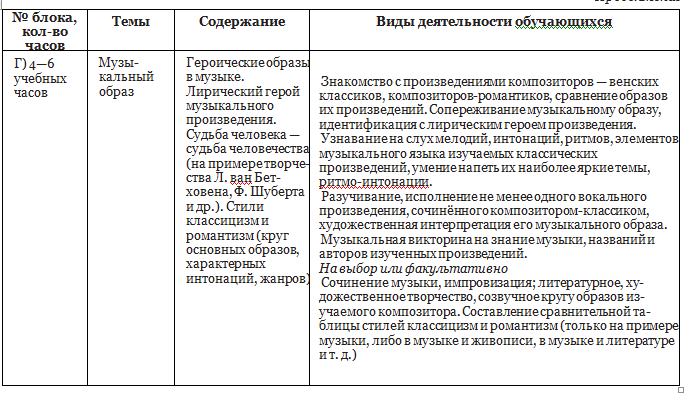 № блока,
кол-во
часов
Темы
Содержание
Виды деятельности обучающихся
Г) 4—6
учебных
часов
Музы-
кальный
образ
Героические образы
в музыке.
Лирический герой
музыкального
произведения.
Судьба человека —
судьба человечества
(на примере творче-
ства Л. ван Бет-
ховена, Ф. Шуберта
и др.). Стили
классицизм и
романтизм (круг
основных образов,
характерных
интонаций, жанров)
Знакомство с произведениями композиторов — венских
классиков, композиторов-романтиков, сравнение образов
их произведений. Сопереживание музыкальному образу,
идентификация с лирическим героем произведения.
Узнавание на слух мелодий, интонаций, ритмов, элементов
музыкального языка изучаемых классических
произведений, умение напеть их наиболее яркие темы,
ритмо-интонации.
Разучивание, исполнение не менее одного вокального
произведения, сочинённого композитором-классиком,
художественная интерпретация его музыкального образа.
Музыкальная викторина на знание музыки, названий и
авторов изученных произведений.
На выбор или факультативно
Сочинение музыки, импровизация; литературное, ху-
дожественное творчество, созвучное кругу образов из-
учаемого композитора. Составление сравнительной та-
блицы стилей классицизм и романтизм (только на примере
музыки, либо в музыке и живописи, в музыке и литературе
и т. д.)